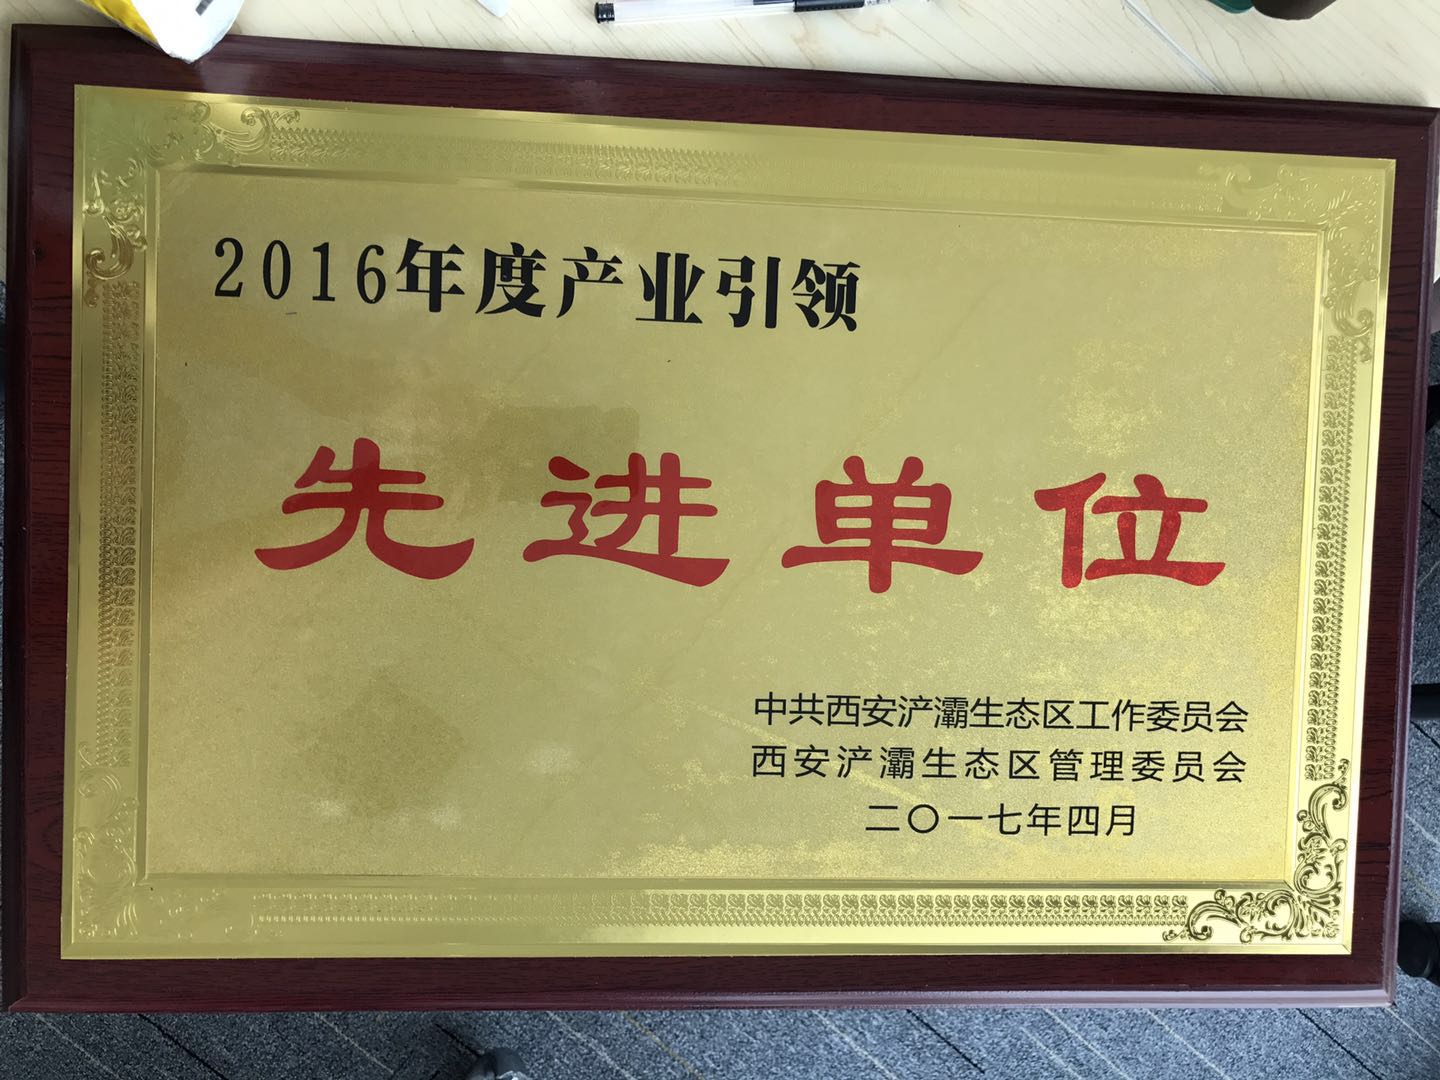 2016年度产业引领
先进单位
中共西安浐灞生态区工作委员会
西安浐灞生态区管理委员会
二〇一七年四月